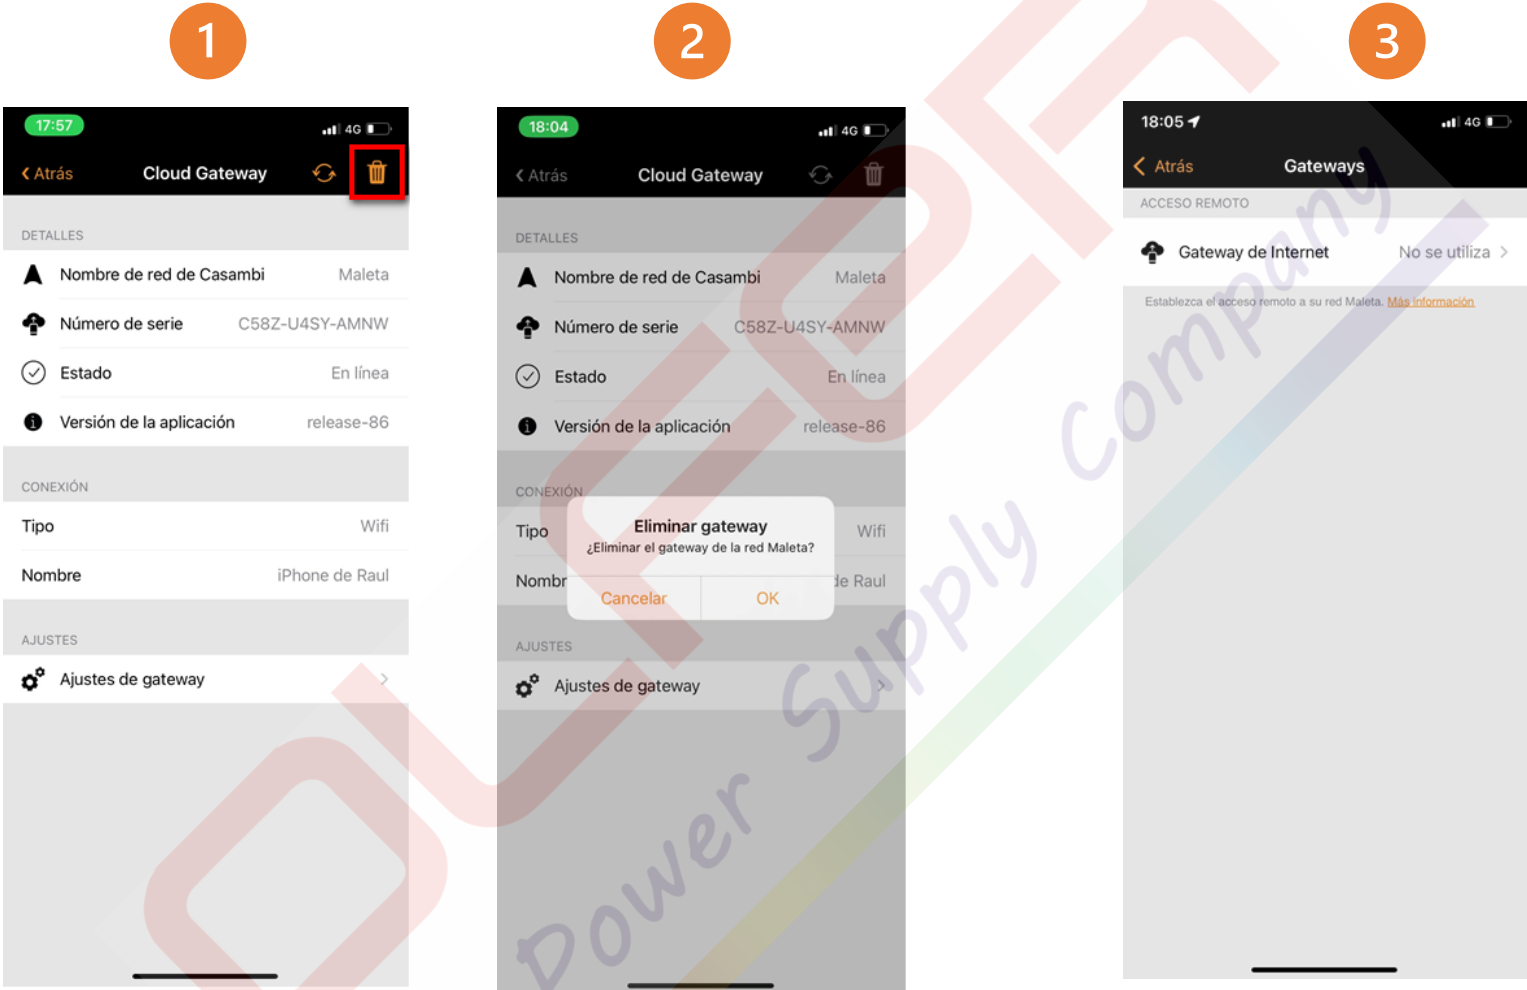 1
17:57
4G
Atrás
Cloud Gateway
DETALLES
Nombre de red de Casambi
Maleta
Número de serie
C58Z-U4SY-AMNW
Estado
En línea
Versión de la aplicación
release-86
CONEXIÓN
Tipo
Wifi
Nombre
iPhone de Raul
AJUSTES
Ajustes de gateway
2
18:04
4G
Atrás
Cloud Gateway
DETALLES
Nombre de red de Casambi
Maleta
Número de serie
C58Z-U4SY-AMNW
Estado
En línea
Versión de la aplicación
release-86
CONEXIÓN
Tipo
Wifi
Eliminar gateway
¿Eliminar el gateway de la red Maleta?
Nombr
de Raul
Cancelar
OK
AJUSTES
Ajustes de gateway
3
18:05
4G
Atrás
Gateways
ACCESO REMOTO
Gateway de Internet
No se utiliza
Establezca el acceso remoto a su red Maleta. Más información
OLFER
Power Supply Company